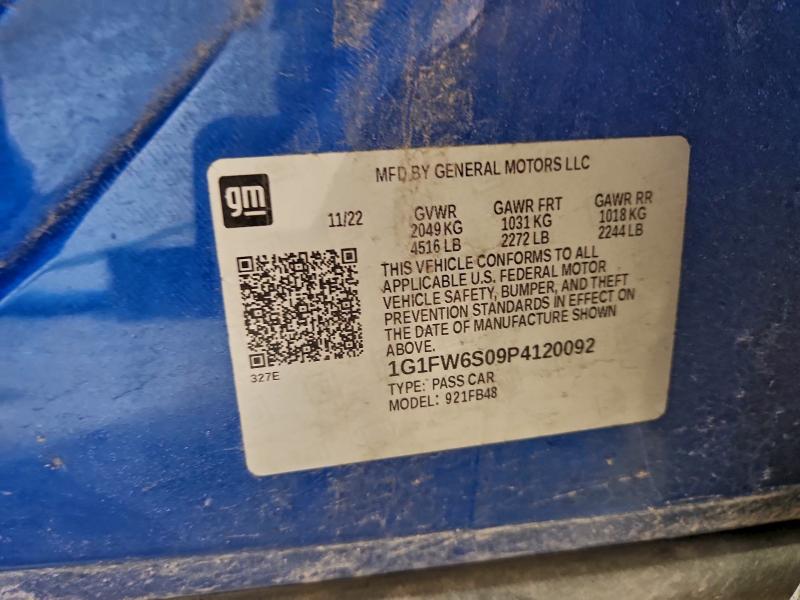 MFD BY GENERAL MOTORS LLC
gm
11/22
GVWR GAWR FRT GAWR RR
2049 KG 1031 KG 1018 KG
4516 LB 2272 LB 2244 LB
THIS VEHICLE CONFORMS TO ALL
APPLICABLE U.S. FEDERAL MOTOR
VEHICLE SAFETY, BUMPER, AND THEFT
PREVENTION STANDARDS IN EFFECT ON
THE DATE OF MANUFACTURE SHOWN
ABOVE.
1G1FW6S09P4120092
TYPE: PASS CAR
MODEL: 921FB48
327E